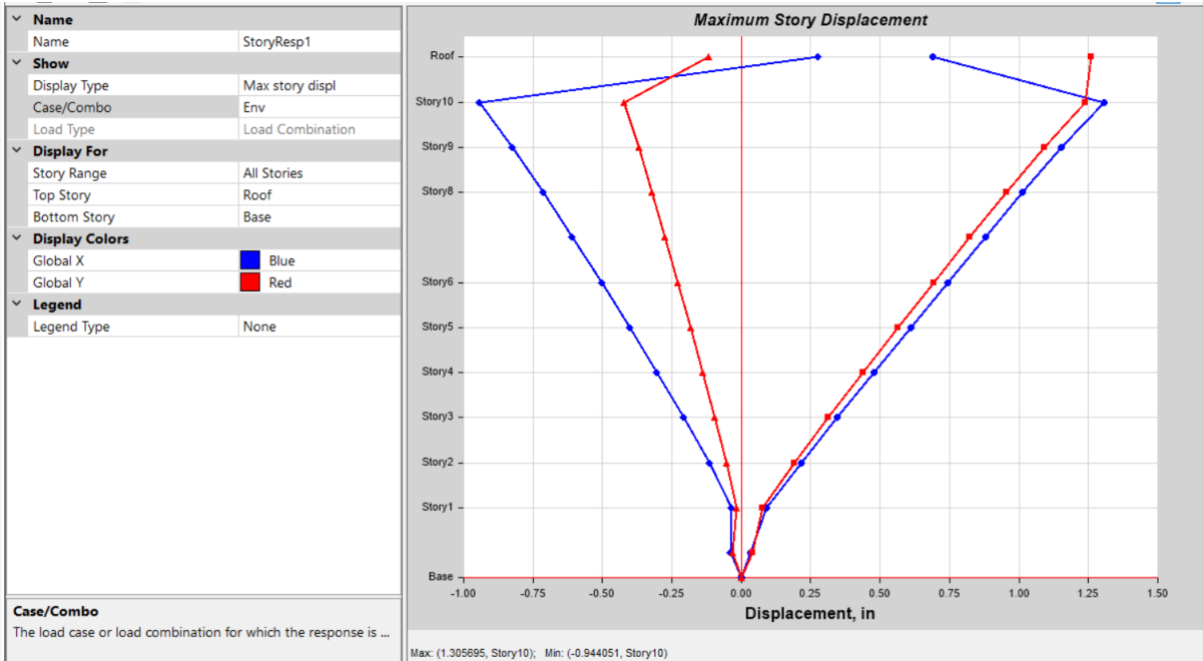 Name
Name StoryResp1
Show
Display Type Max story displ
Case/Combo Env
Load Type Load Combination
Display For
Story Range All Stories
Top Story Roof
Bottom Story Base
Display Colors
Global X Blue
Global Y Red
Legend
Legend Type None
Case/Combo
The load case or load combination for which the response is ...
Maximum Story Displacement
Roof
Story10
Story9
Story8
Story6
Story5
Story4
Story3
Story2
Story1
Base
-1.00 -0.75 -0.50 -0.25 0.00 0.25 0.50 0.75 1.00 1.25 1.50
Displacement, in
Max: (1.305695, Story10); Min: (-0.944051, Story10)